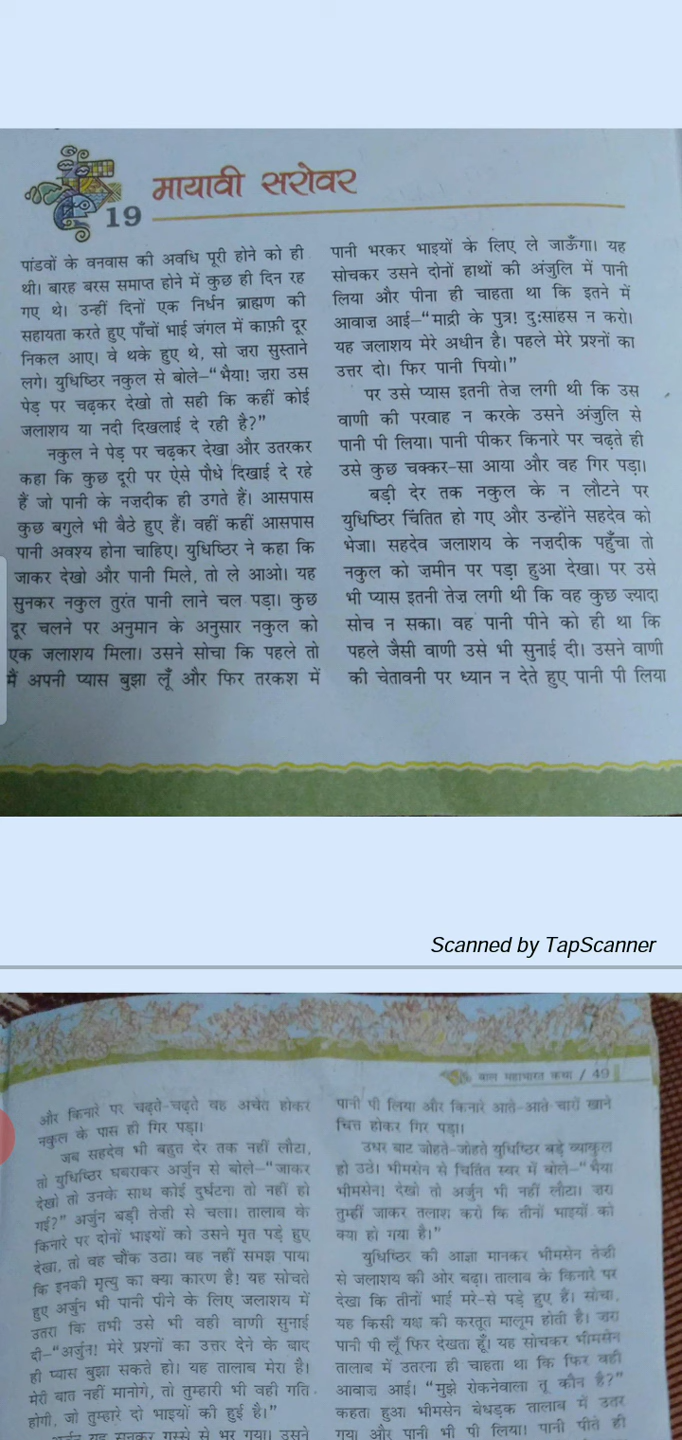 मायावी सरोवर
19
पांडवों के वनवास की अवधि पूरी होने को ही
थी। बारह बरस समाप्त होने में कुछ ही दिन रह
गए थे। उन्हीं दिनों एक निर्धन ब्राह्मण की
सहायता करते हुए पाँचों भाई जंगल में काफ़ी दूर
निकल आए। वे थके हुए थे, सो ज़रा सुस्ताने
लगे। युधिष्ठिर नकुल से बोले–“भैया! ज़रा उस
पेड़ पर चढ़कर देखो तो सही कि कहीं कोई
जलाशय या नदी दिखलाई दे रही है?”
नकुल ने पेड़ पर चढ़कर देखा और उतरकर
कहा कि कुछ दूरी पर ऐसे पौधे दिखाई दे रहे
हैं जो पानी के नज़दीक ही उगते हैं। आसपास
कुछ बगुले भी बैठे हुए हैं। वहीं कहीं आसपास
पानी अवश्य होना चाहिए। युधिष्ठिर ने कहा कि
जाकर देखो और पानी मिले, तो ले आओ। यह
सुनकर नकुल तुरंत पानी लाने चल पड़ा। कुछ
दूर चलने पर अनुमान के अनुसार नकुल को
एक जलाशय मिला। उसने सोचा कि पहले तो
मैं अपनी प्यास बुझा लूँ और फिर तरकश में
पानी भरकर भाइयों के लिए ले जाऊँगा। यह
सोचकर उसने दोनों हाथों की अंजुलि में पानी
लिया और पीना ही चाहता था कि इतने में
आवाज़ आई–“माद्री के पुत्र! दुःसाहस न करो।
यह जलाशय मेरे अधीन है। पहले मेरे प्रश्नों का
उत्तर दो। फिर पानी पियो।”
पर उसे प्यास इतनी तेज़ लगी थी कि उस
वाणी की परवाह न करके उसने अंजुलि से
पानी पी लिया। पानी पीकर किनारे पर चढ़ते ही
उसे कुछ चक्कर-सा आया और वह गिर पड़ा।
बड़ी देर तक नकुल के न लौटने पर
युधिष्ठिर चिंतित हो गए और उन्होंने सहदेव को
भेजा। सहदेव जलाशय के नज़दीक पहुँचा तो
नकुल को ज़मीन पर पड़ा हुआ देखा। पर उसे
भी प्यास इतनी तेज़ लगी थी कि वह कुछ ज़्यादा
सोच न सका। वह पानी पीने को ही था कि
पहले जैसी वाणी उसे भी सुनाई दी। उसने वाणी
की चेतावनी पर ध्यान न देते हुए पानी पी लिया
Scanned by TapScanner
बाल महाभारत कथा / 49
और किनारे पर चढ़ते-चढ़ते वह अचेत होकर
नकुल के पास ही गिर पड़ा।
जब सहदेव भी बहुत देर तक नहीं लौटा,
तो युधिष्ठिर घबराकर अर्जुन से बोले–“जाकर
देखो तो उनके साथ कोई दुर्घटना तो नहीं हो
गई?” अर्जुन बड़ी तेज़ी से चला। तालाब के
किनारे पर दोनों भाइयों को उसने मृत पड़े हुए
देखा, तो वह चौंक उठा। वह नहीं समझ पाया
कि इनकी मृत्यु का क्या कारण है! यह सोचते
हुए अर्जुन भी पानी पीने के लिए जलाशय में
उतरा कि तभी उसे भी वही वाणी सुनाई
दी–“अर्जुन! मेरे प्रश्नों का उत्तर देने के बाद
ही प्यास बुझा सकते हो। यह तालाब मेरा है।
मेरी बात नहीं मानोगे, तो तुम्हारी भी वही गति
होगी, जो तुम्हारे दो भाइयों की हुई है।”
अर्जुन यह सुनकर गुस्से से भर गया। उसने
पानी पी लिया और किनारे आते-आते चारों खाने
चित्त होकर गिर पड़ा।
उधर बाट जोहते-जोहते युधिष्ठिर बड़े व्याकुल
हो उठे। भीमसेन से चिंतित स्वर में बोले–“भैया
भीमसेन! देखो तो अर्जुन भी नहीं लौटा। ज़रा
तुम्हीं जाकर तलाश करो कि तीनों भाइयों को
क्या हो गया है।”
युधिष्ठिर की आज्ञा मानकर भीमसेन तेज़ी
से जलाशय की ओर बढ़ा। तालाब के किनारे पर
देखा कि तीनों भाई मरे-से पड़े हुए हैं। सोचा,
यह किसी यक्ष की करतूत मालूम होती है। ज़रा
पानी पी लूँ फिर देखता हूँ। यह सोचकर भीमसेन
तालाब में उतरना ही चाहता था कि फिर वही
आवाज़ आई। “मुझे रोकनेवाला तू कौन है?”
कहता हुआ भीमसेन बेधड़क तालाब में उतर
गया और पानी भी पी लिया। पानी पीते ही